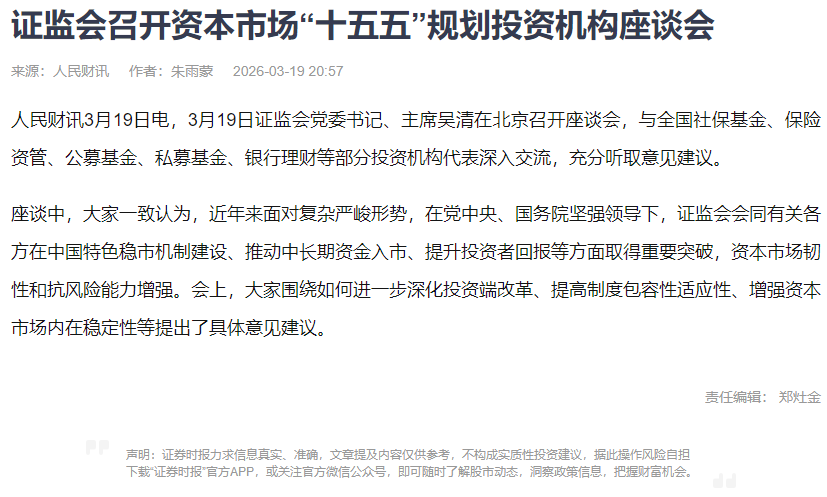 证监会召开资本市场“十五五”规划投资机构座谈会
来源：人民财讯 作者：朱雨蒙 2026-03-19 20:57
人民财讯3月19日电，3月19日证监会党委书记、主席吴清在北京召开座谈会，与全国社保基金、保险
资管、公募基金、私募基金、银行理财等部分投资机构代表深入交流，充分听取意见建议。
座谈中，大家一致认为，近年来面对复杂严峻形势，在党中央、国务院坚强领导下，证监会会同有关各
方在中国特色稳市机制建设、推动中长期资金入市、提升投资者回报等方面取得重要突破，资本市场韧
性和抗风险能力增强。会上，大家围绕如何进一步深化投资端改革、提高制度包容性适应性、增强资本
市场内在稳定性等提出了具体意见建议。
责任编辑： 郑灶金
声明：证券时报力求信息真实、准确，文章提及内容仅供参考，不构成实质性投资建议，据此操作风险自担
下载“证券时报”官方APP，或关注官方微信公众号，即可随时了解股市动态，洞察政策信息，把握财富机会。